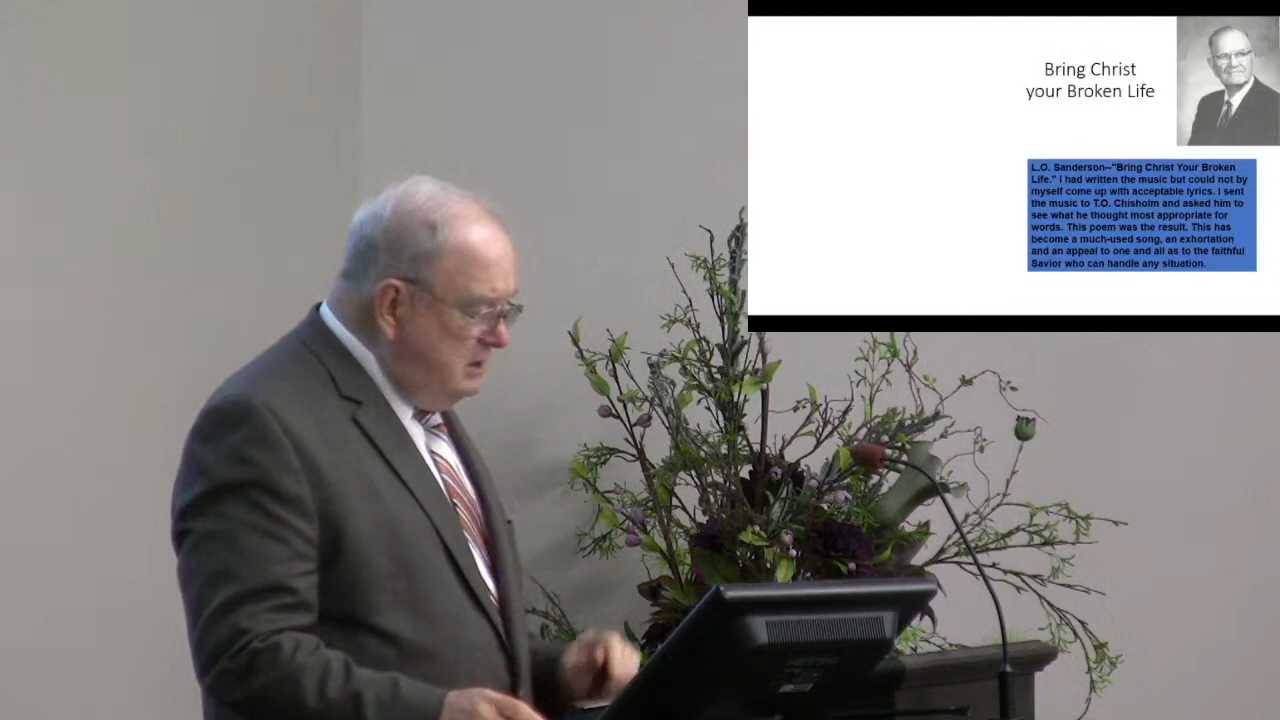 Bring Christ
your Broken Life
L.O. Sanderson--"Bring Christ Your Broken
Life." I had written the music but could not by
myself come up with acceptable lyrics. I sent
the music to T.O. Chisholm and asked him to
see what he thought most appropriate for
words. This poem was the result. This has
become a much-used song, an exhortation
and an appeal to one and all as to the faithful
Savior who can handle any situation.